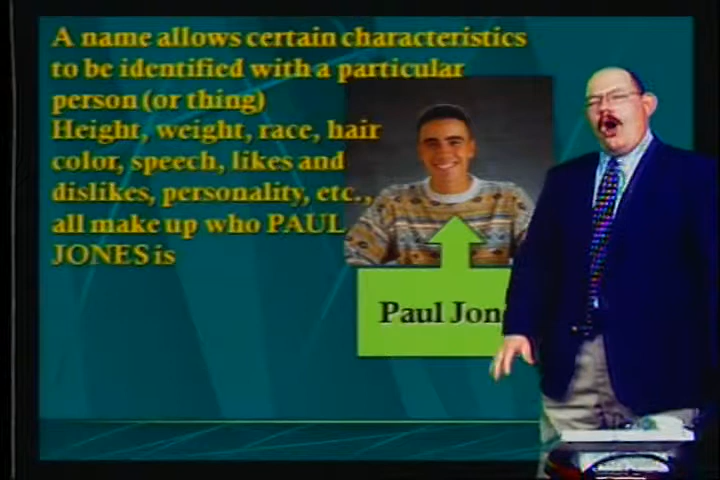 A name allows certain characteristics
to be identified with a particular
person (or thing)
Height, weight, race, hair
color, speech, likes and
dislikes, personality, etc.,
all make up who PAUL
JONES is
Paul Jon